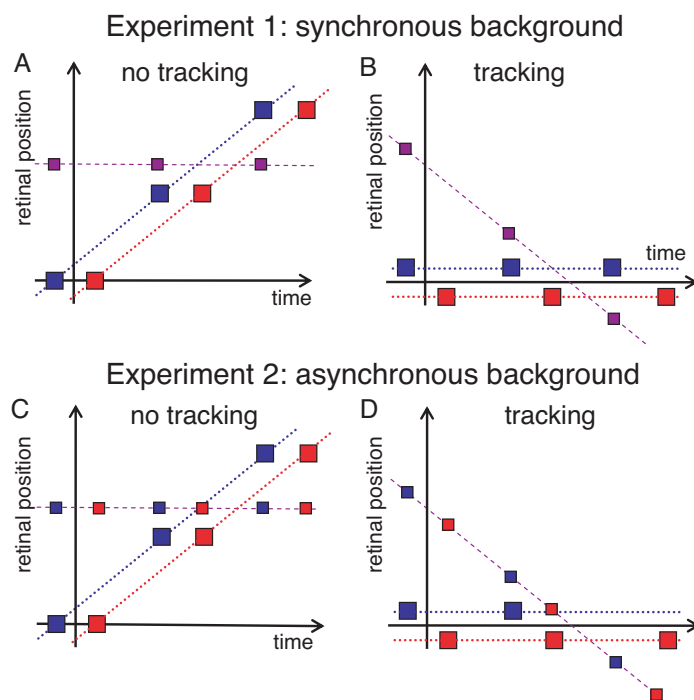 Experiment 1: synchronous background
A
no tracking
B
tracking
retinal position
time
retinal position
time
Experiment 2: asynchronous background
C
no tracking
D
tracking
retinal position
time
retinal position